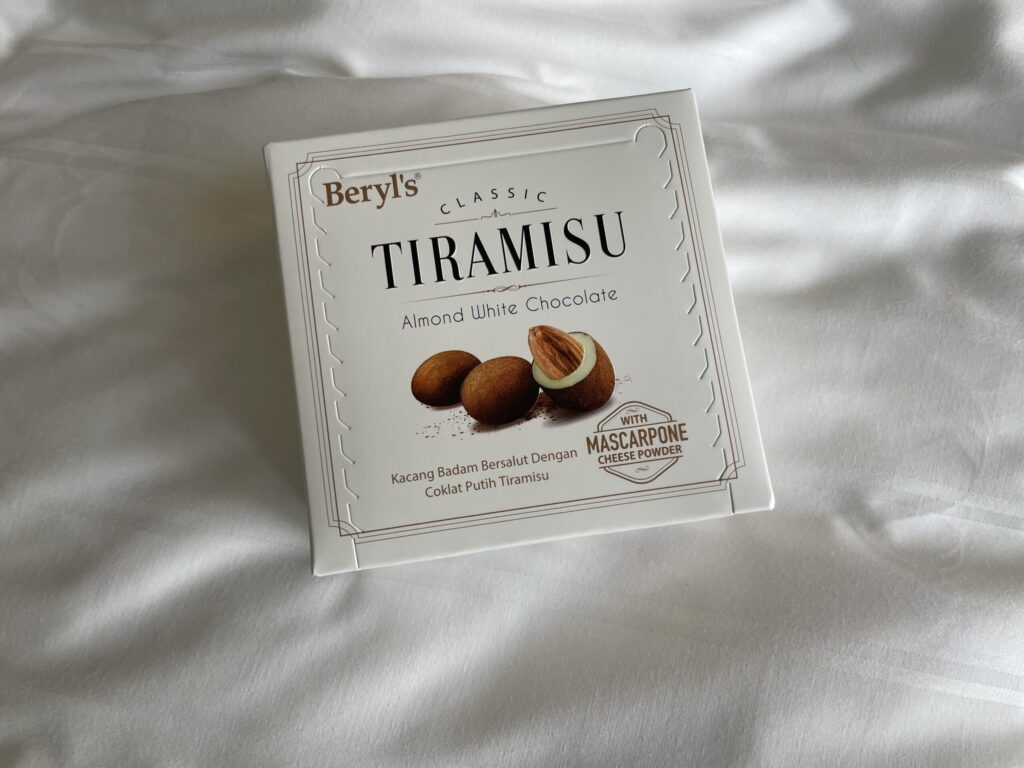 Beryl's®
CLASSIC
TIRAMISU
Almond White Chocolate
WITH
MASCARPONE
CHEESE POWDER
Kacang Badam Bersalut Dengan
Coklat Putih Tiramisu